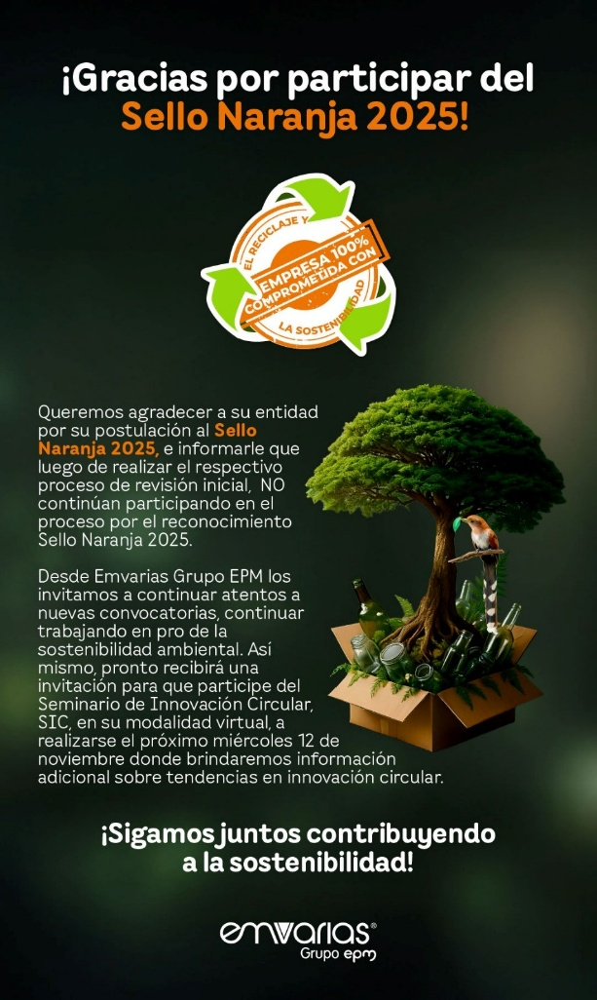 ¡Gracias por participar del
Sello Naranja 2025!
EL RECICLAJE Y
EMPRESA 100%
COMPROMETIDA CON
LA SOSTENIBILIDAD
Queremos agradecer a su entidad
por su postulación al Sello
Naranja 2025, e informarle que
luego de realizar el respectivo
proceso de revisión inicial, NO
continúan participando en el
proceso por el reconocimiento
Sello Naranja 2025.
Desde Emvarias Grupo EPM los
invitamos a continuar atentos a
nuevas convocatorias, continuar
trabajando en pro de la
sostenibilidad ambiental. Así
mismo, pronto recibirá una
invitación para que participe del
Seminario de Innovación Circular,
SIC, en su modalidad virtual, a
realizarse el próximo miércoles 12 de
noviembre donde brindaremos información
adicional sobre tendencias en innovación circular.
¡Sigamos juntos contribuyendo
a la sostenibilidad!
emvarias®
Grupo epm